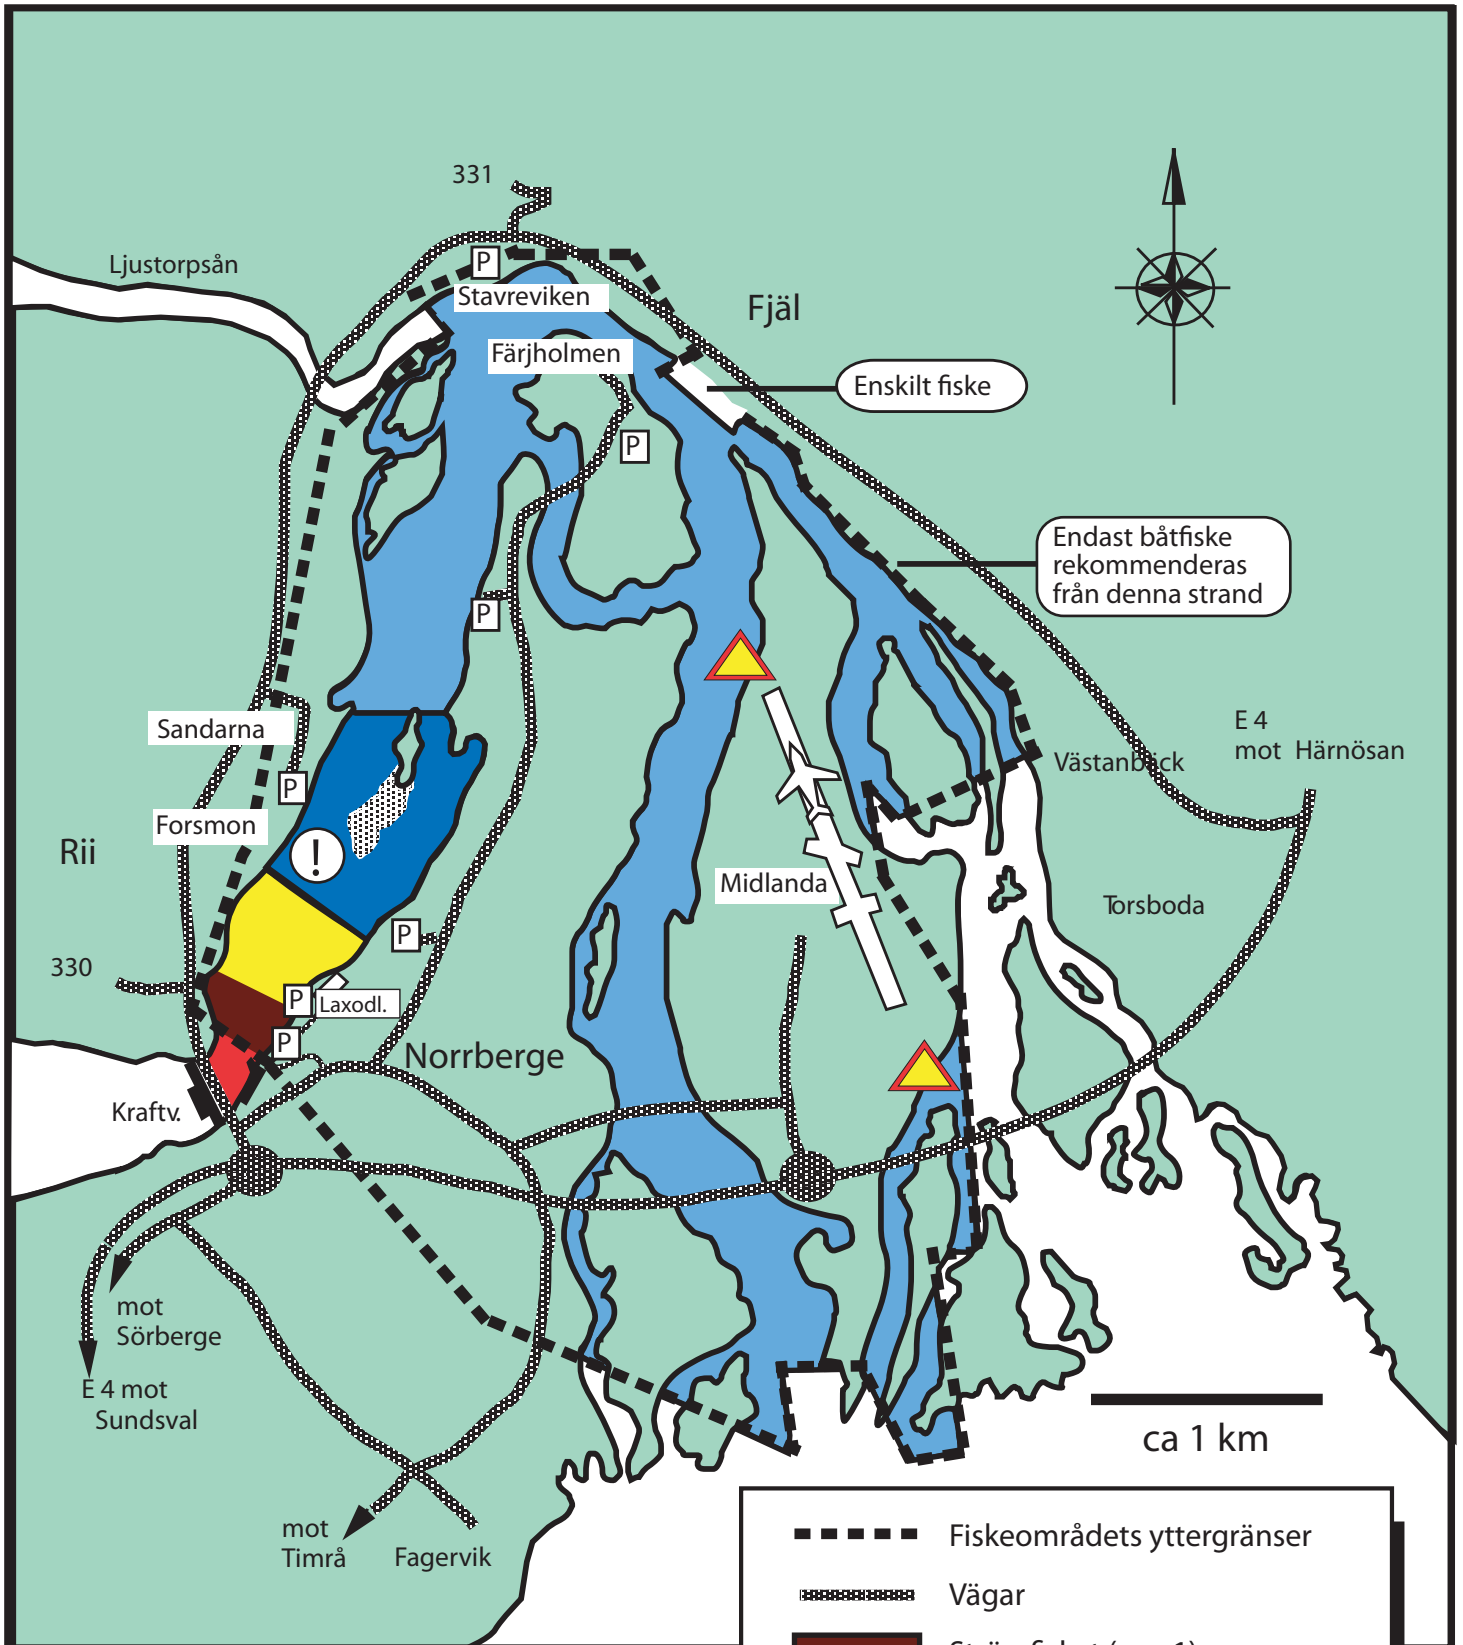 331
Ljustorpsån
P
Stavreviken
Fjäl
Färjholmen
Enskilt fiske
P
Endast båtfiske
rekommenderas
från denna strand
P
Sandarna
E 4
mot Härnösan
Västanbäck
P
Forsmon
!
Rii
Midlanda
Torsboda
P
330
P
Laxodl.
P
Norrberge
Kraftv.
mot
Sörberge
E 4 mot
Sundsval
ca 1 km
mot
Timrå
Fagervik
Fiskeområdets yttergränser
Vägar